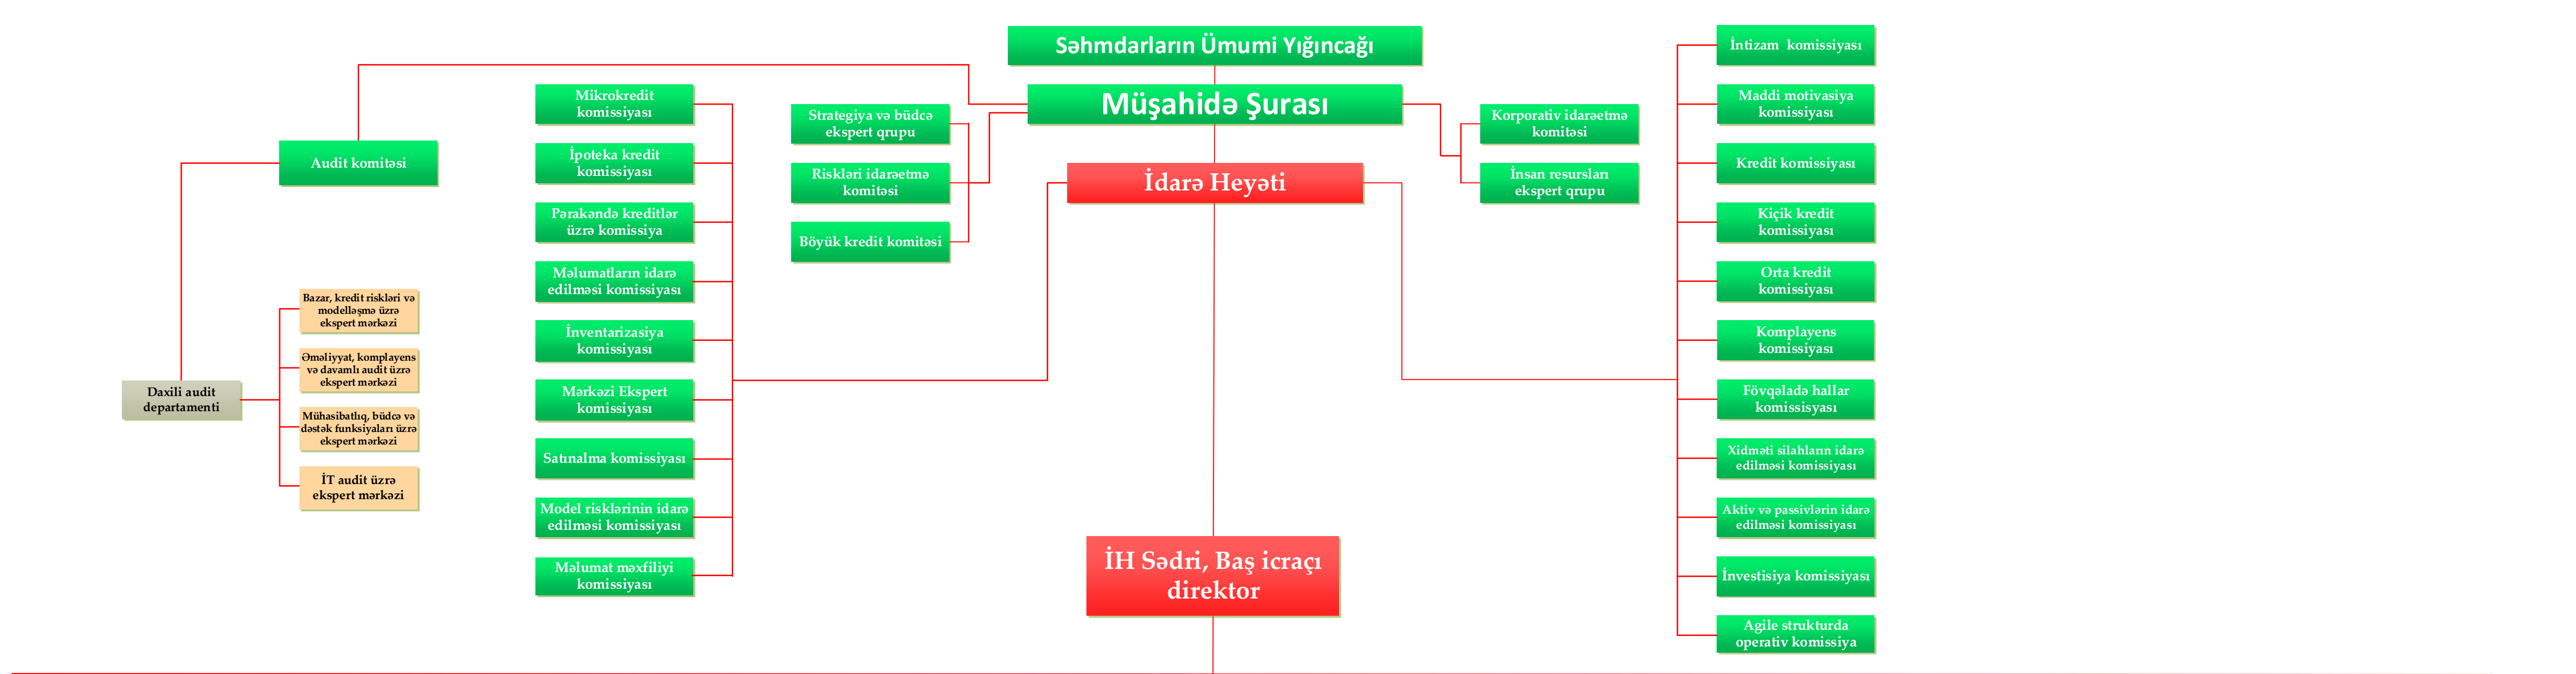 Səhmdarların Ümumi Yığıncağı
Müşahidə Şurası
İdarə Heyəti
İH Sədri, Baş icraçı
direktor
Audit komitəsi
Daxili audit
departamenti
Bazar, kredit riskləri və
modelləşmə üzrə
ekspert mərkəzi
Əməliyyat, komplayens
və davamlı audit üzrə
ekspert mərkəzi
Mühasibatlıq, büdcə və
dəstək funksiyaları üzrə
ekspert mərkəzi
İT audit üzrə
ekspert mərkəzi
Mikrokredit
komissiyası
İpoteka kredit
komissiyası
Pərakəndə kreditlər
üzrə komissiya
Məlumatların idarə
edilməsi komissiyası
İnventarizasiya
komissiyası
Mərkəzi Ekspert
komissiyası
Satınalma komissiyası
Model risklərinin idarə
edilməsi komissiyası
Məlumat məxfiliyi
komissiyası
Strategiya və büdcə
ekspert qrupu
Riskləri idarəetmə
komitəsi
Böyük kredit komitəsi
Korporativ idarəetmə
komitəsi
İnsan resursları
ekspert qrupu
İntizam komissiyası
Maddi motivasiya
komissiyası
Kredit komissiyası
Kiçik kredit
komissiyası
Orta kredit
komissiyası
Komplayens
komissiyası
Fövqəladə hallar
komissisyası
Xidməti silahların idarə
edilməsi komissiyası
Aktiv və passivlərin idarə
edilməsi komissiyası
İnvestisiya komissiyası
Agile strukturda
operativ komissiya